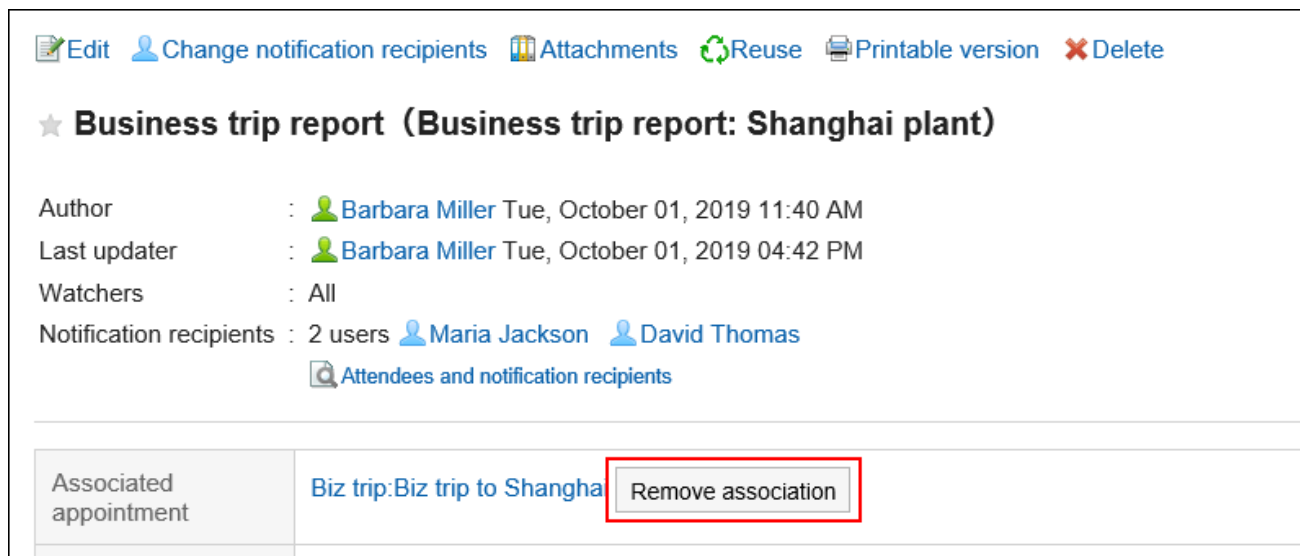 Edit Change notification recipients Attachments Reuse Printable version Delete
Business trip report（Business trip report: Shanghai plant）
Author : Barbara Miller Tue, October 01, 2019 11:40 AM
Last updater : Barbara Miller Tue, October 01, 2019 04:42 PM
Watchers : All
Notification recipients : 2 users Maria Jackson David Thomas
Attendees and notification recipients
Associated
appointment
Biz trip:Biz trip to Shanghai Remove association